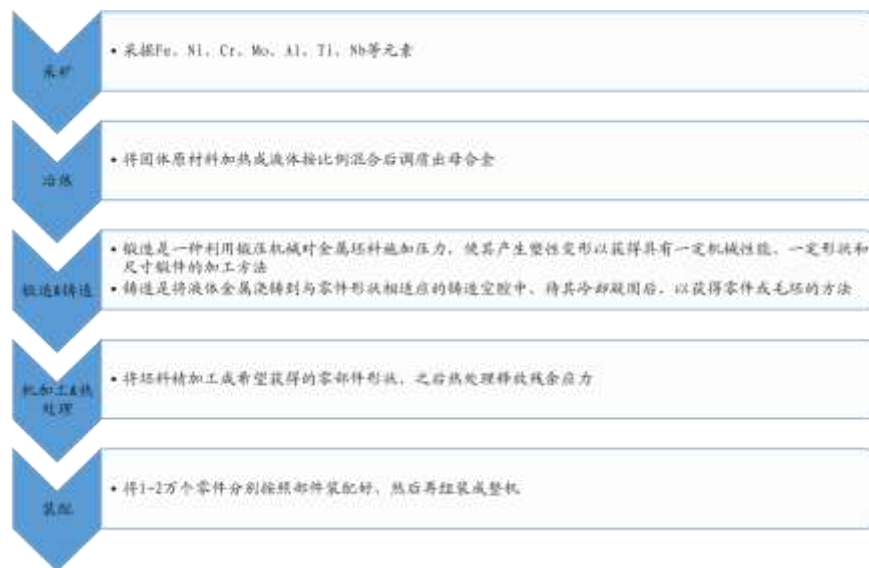 采矿
• 采掘Fe、Ni、Cr、Mo、Al、Ti、Nb等元素
冶炼
• 将固体原材料加热成液体按比例混合后调质出母合金
锻造&铸造
• 锻造是一种利用锻压机械对金属坯料施加压力，使其产生塑性变形以获得具有一定机械性能、一定形状和
尺寸锻件的加工方法
• 铸造是将液体金属浇铸到与零件形状相适应的铸造空腔中、待其冷却凝固后，以获得零件或毛坯的方法
机加工&热
处理
• 将坯料精加工成希望获得的零部件形状、之后热处理释放残余应力
装配
• 将1-2万个零件分别按照部件装配好、然后再组装成整机